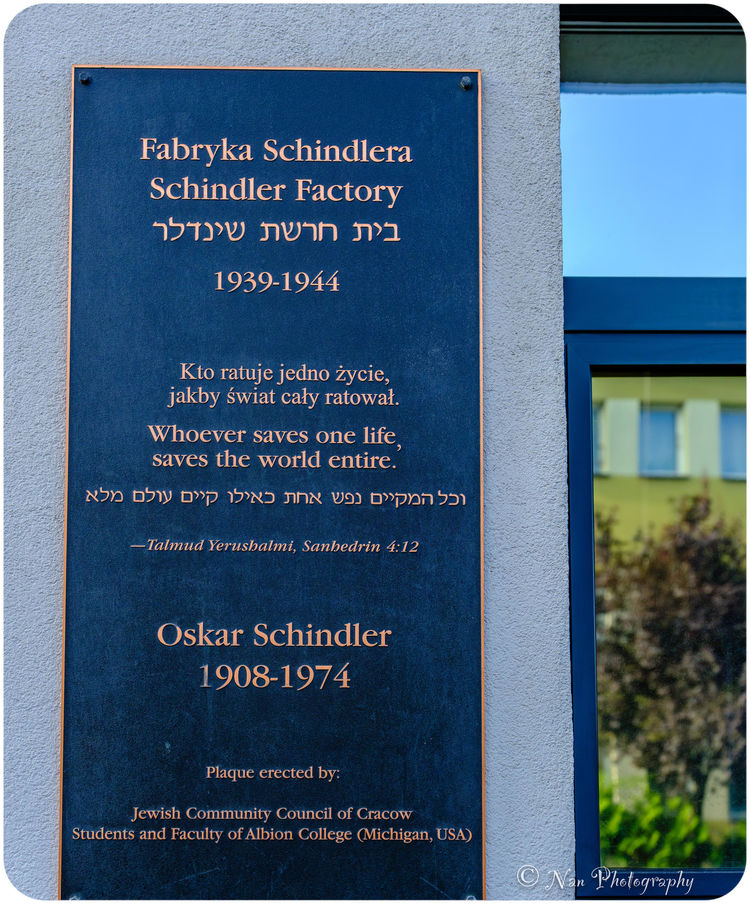 Fabryka Schindlera
Schindler Factory
בית חרשת שינדלר
1939-1944
Kto ratuje jedno życie,
jakby świat cały ratował.
Whoever saves one life,
saves the world entire.
וכל המקיים נפש אחת כאילו קיים עולם מלא
—Talmud Yerushalmi, Sanhedrin 4:12
Oskar Schindler
1908-1974
Plaque erected by:
Jewish Community Council of Cracow
Students and Faculty of Albion College (Michigan, USA)
© Nan Photography